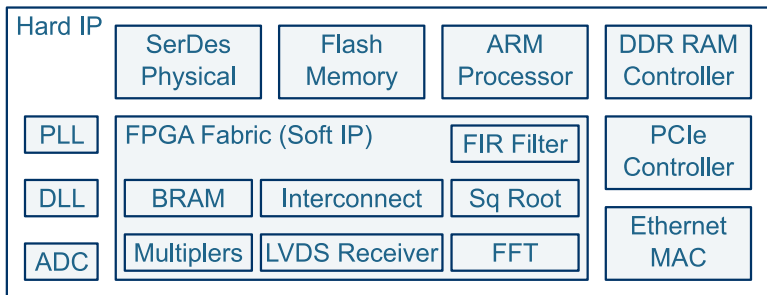 Hard IP
SerDes
Physical
Flash
Memory
ARM
Processor
DDR RAM
Controller
PLL
FPGA Fabric (Soft IP)
FIR Filter
PCIe
Controller
DLL
BRAM
Interconnect
Sq Root
ADC
Multiplers
LVDS Receiver
FFT
Ethernet
MAC